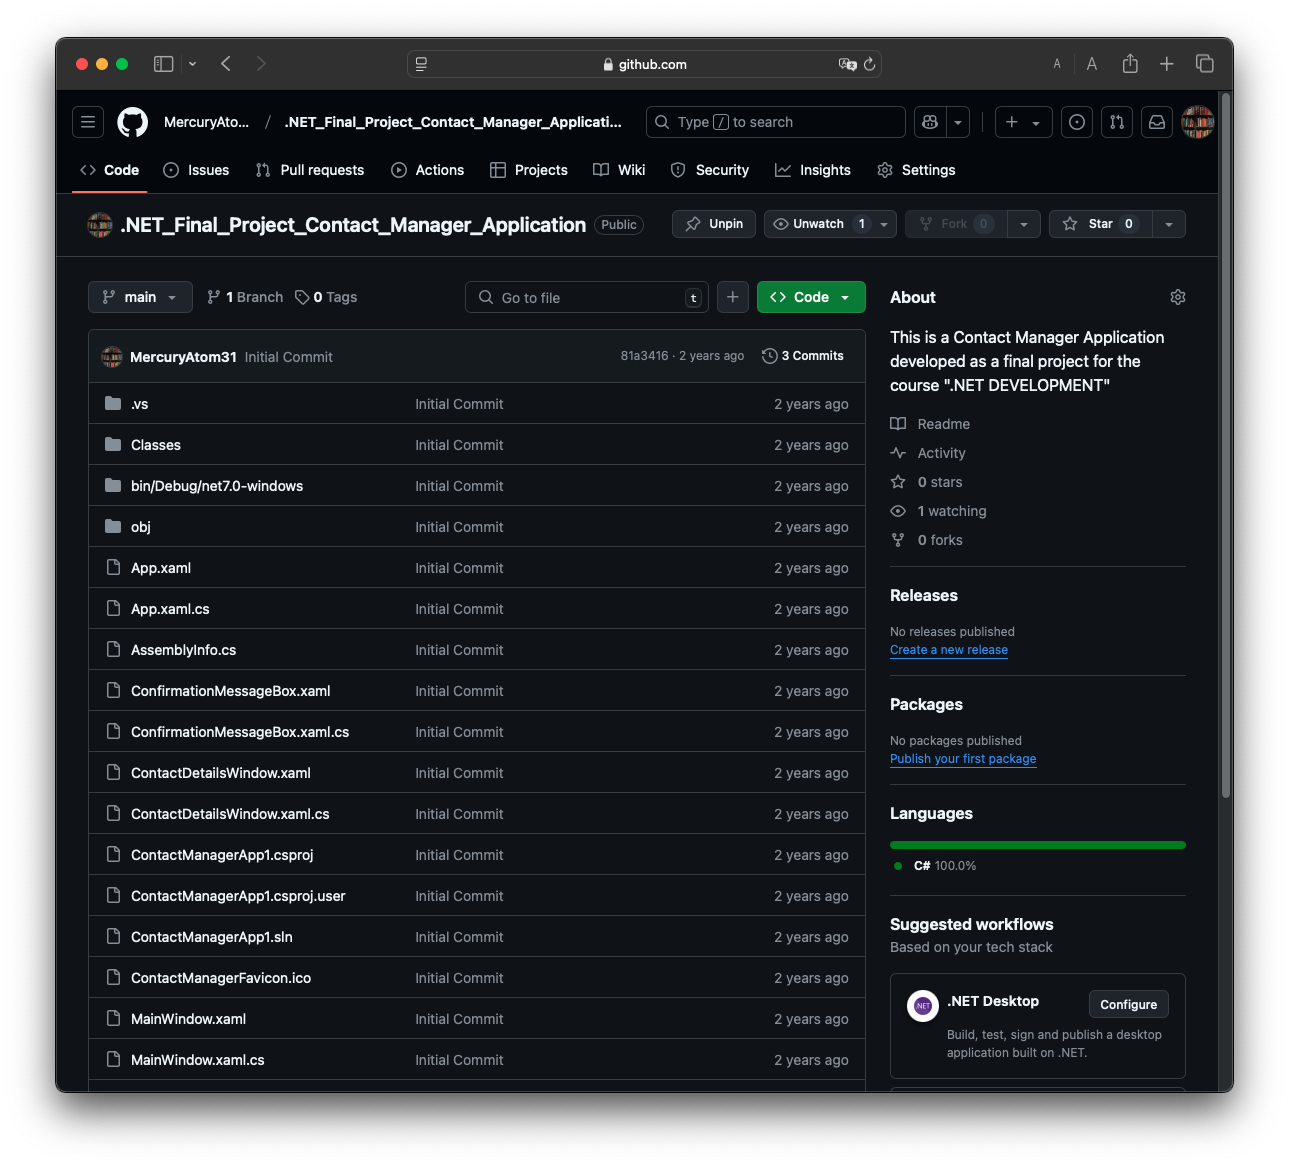 github.com
A
A
MercuryAto... / .NET_Final_Project_Contact_Manager_Applicati...
Type / to search
Code
Issues
Pull requests
Actions
Projects
Wiki
Security
Insights
Settings
.NET_Final_Project_Contact_Manager_Application
Public
Unpin
Unwatch 1
Fork 0
Star 0
main
1 Branch
0 Tags
Go to file
t
Code
MercuryAtom31 Initial Commit
81a3416 · 2 years ago
3 Commits
.vs Initial Commit 2 years ago
Classes Initial Commit 2 years ago
bin/Debug/net7.0-windows Initial Commit 2 years ago
obj Initial Commit 2 years ago
App.xaml Initial Commit 2 years ago
App.xaml.cs Initial Commit 2 years ago
AssemblyInfo.cs Initial Commit 2 years ago
ConfirmationMessageBox.xaml Initial Commit 2 years ago
ConfirmationMessageBox.xaml.cs Initial Commit 2 years ago
ContactDetailsWindow.xaml Initial Commit 2 years ago
ContactDetailsWindow.xaml.cs Initial Commit 2 years ago
ContactManagerApp1.csproj Initial Commit 2 years ago
ContactManagerApp1.csproj.user Initial Commit 2 years ago
ContactManagerApp1.sln Initial Commit 2 years ago
ContactManagerFavicon.ico Initial Commit 2 years ago
MainWindow.xaml Initial Commit 2 years ago
MainWindow.xaml.cs Initial Commit 2 years ago
About
This is a Contact Manager Application
developed as a final project for the
course ".NET DEVELOPMENT"
Readme
Activity
0 stars
1 watching
0 forks
Releases
No releases published
Create a new release
Packages
No packages published
Publish your first package
Languages
C# 100.0%
Suggested workflows
Based on your tech stack
.NET
.NET Desktop
Configure
Build, test, sign and publish a desktop
application built on .NET.